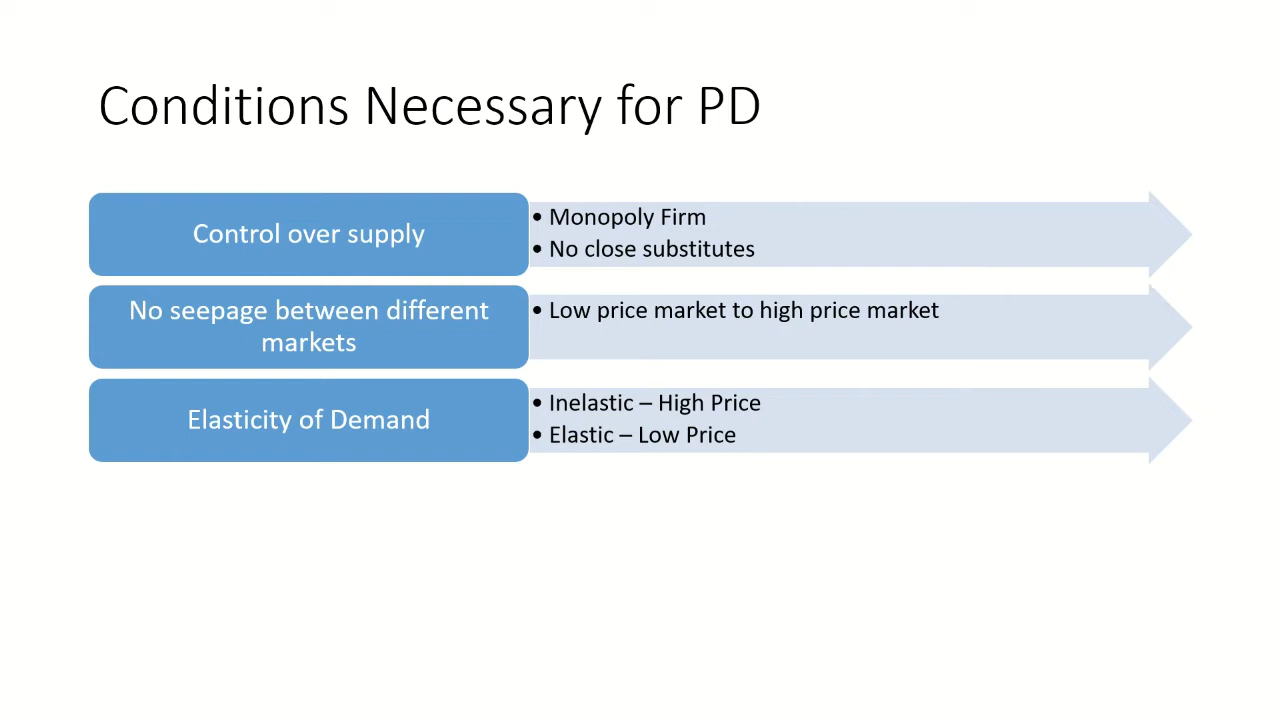 Conditions Necessary for PD
Control over supply
• Monopoly Firm
• No close substitutes
No seepage between different
markets
• Low price market to high price market
Elasticity of Demand
• Inelastic – High Price
• Elastic – Low Price